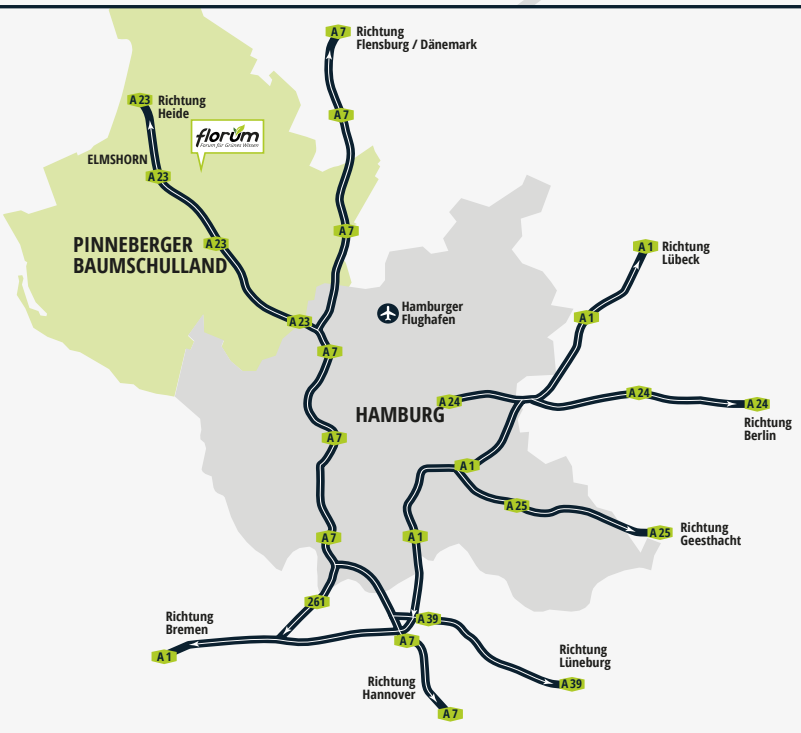 A 7
Richtung
Flensburg / Dänemark
A 23
Richtung
Heide
A 7
florum
Forum für Grünes Wissen
ELMSHORN
A 23
A 7
PINNEBERGER
BAUMSCHULLAND
A 23
A 1
Richtung
Lübeck
Hamburger
Flughafen
A 23
A 1
A 7
A 24
A 24
A 24
HAMBURG
Richtung
Berlin
A 7
A 1
A 25
A 7
A 1
A 25
Richtung
Geesthacht
261
Richtung
Bremen
A 39
A 7
A 1
Richtung
Lüneburg
A 39
Richtung
Hannover
A 7